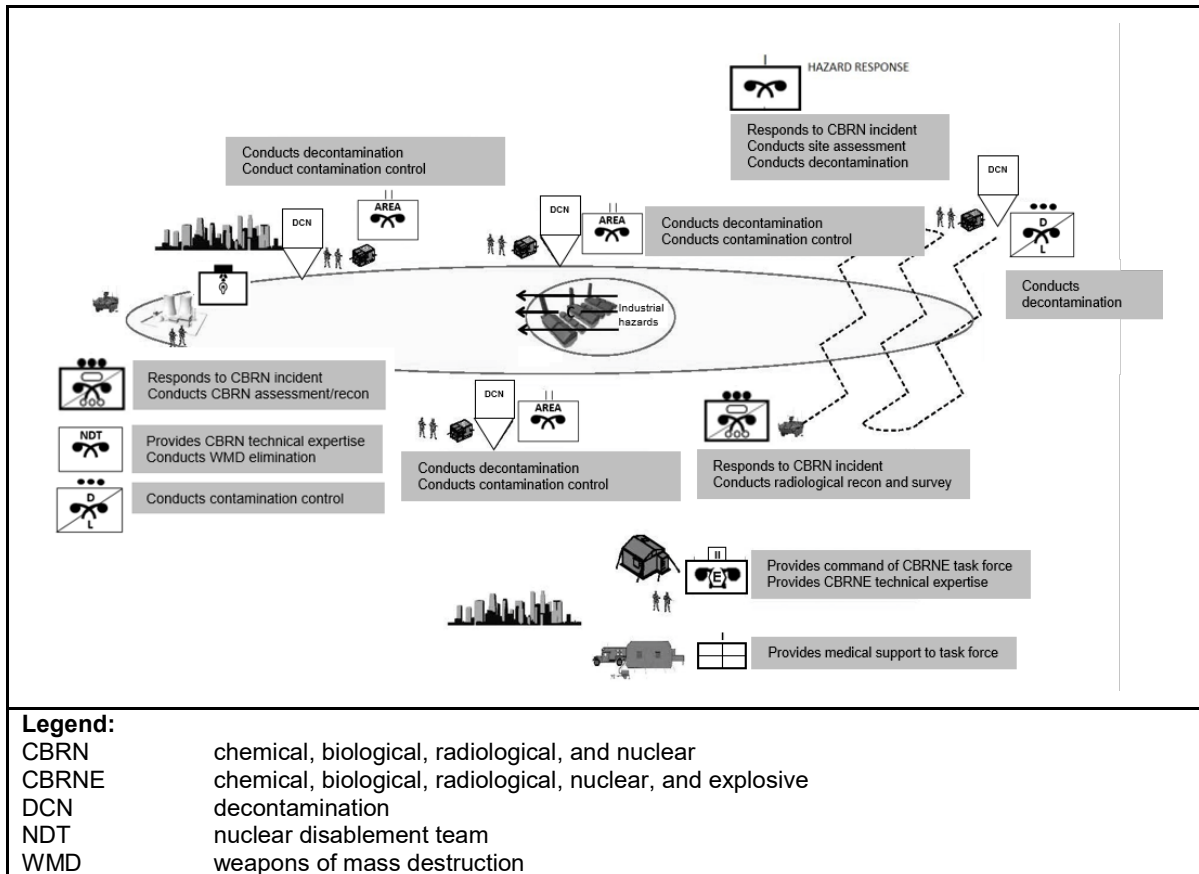 HAZARD RESPONSE
Responds to CBRN incident
Conducts site assessment
Conducts decontamination
Conducts decontamination
Conduct contamination control
DCN
AREA
DCN
AREA
Conducts decontamination
Conducts contamination control
DCN
D
L
Conducts
decontamination
Industrial
hazards
Responds to CBRN incident
Conducts CBRN assessment/recon
NDT
Provides CBRN technical expertise
Conducts WMD elimination
D
L
Conducts contamination control
DCN
AREA
Conducts decontamination
Conducts contamination control
Responds to CBRN incident
Conducts radiological recon and survey
II
E
Provides command of CBRNE task force
Provides CBRNE technical expertise
I
Provides medical support to task force
Legend:
CBRN chemical, biological, radiological, and nuclear
CBRNE chemical, biological, radiological, nuclear, and explosive
DCN decontamination
NDT nuclear disablement team
WMD weapons of mass destruction